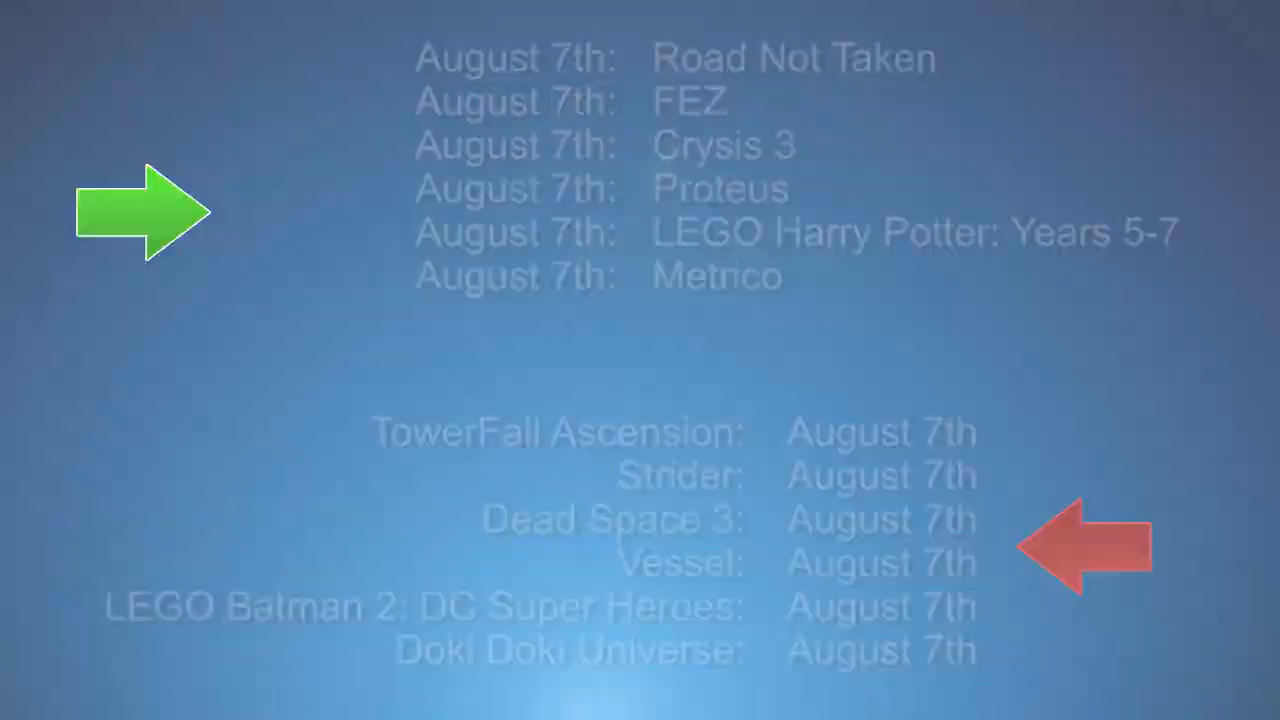 August 7th: Road Not Taken
August 7th: FEZ
August 7th: Crysis 3
August 7th: Proteus
August 7th: LEGO Harry Potter: Years 5-7
August 7th: Metrico
TowerFall Ascension: August 7th
Strider: August 7th
Dead Space 3: August 7th
Vessel: August 7th
LEGO Batman 2: DC Super Heroes: August 7th
Doki Doki Universe: August 7th